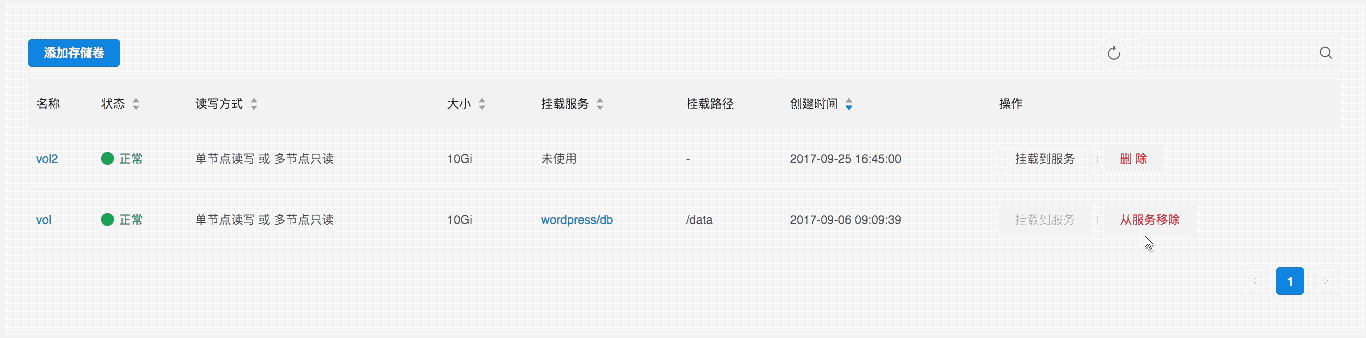 添加存储卷
名称 状态 读写方式 大小 挂载服务 挂载路径 创建时间 操作
vol2 正常 单节点读写 或 多节点只读 10Gi 未使用 - 2017-09-25 16:45:00 挂载到服务 删 除
vol 正常 单节点读写 或 多节点只读 10Gi wordpress/db /data 2017-09-06 09:09:39 挂载到服务 从服务移除
1